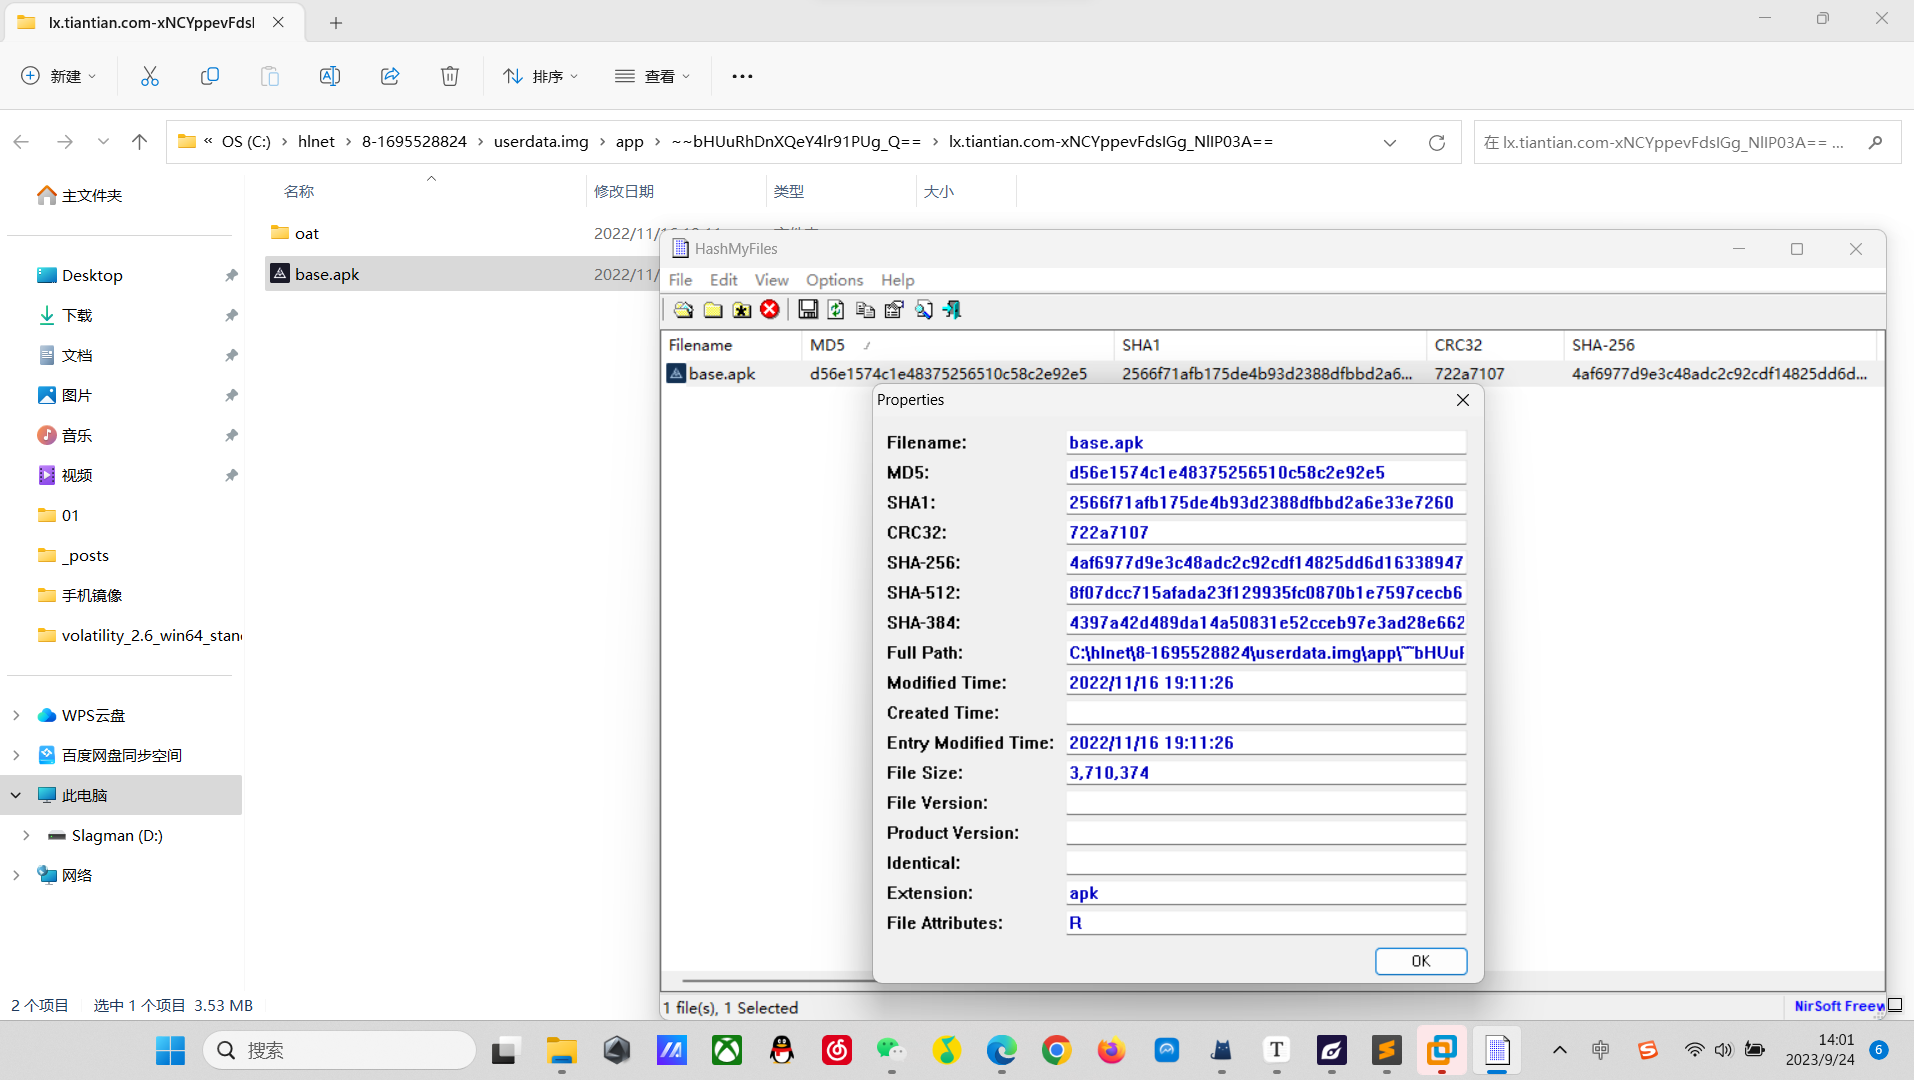 lx.tiantian.com-xNCYppevFdsI
新建
排序
查看
OS (C:) hlnet 8-1695528824 userdata.img app ~~bHUuRhDnXQeY4lr91PUg_Q== lx.tiantian.com-xNCYppevFdsIGg_NlIP03A==
在 lx.tiantian.com-xNCYppevFdsIGg_NlIP03A== ...
主文件夹
Desktop
下载
文档
图片
音乐
视频
01
_posts
手机镜像
volatility_2.6_win64_stand
WPS云盘
百度网盘同步空间
此电脑
Slagman (D:)
网络
名称 修改日期 类型 大小
oat
base.apk 2022/11/
HashMyFiles
File Edit View Options Help
Filename MD5 SHA1 CRC32 SHA-256
base.apk d56e1574c1e48375256510c58c2e92e5 2566f71afb175de4b93d2388dfbbd2a6... 722a7107 4af6977d9e3c48adc2c92cdf14825dd6d...
Properties
Filename: base.apk
MD5: d56e1574c1e48375256510c58c2e92e5
SHA1: 2566f71afb175de4b93d2388dfbbd2a6e33e7260
CRC32: 722a7107
SHA-256: 4af6977d9e3c48adc2c92cdf14825dd6d16338947
SHA-512: 8f07dcc715afada23f129935fc0870b1e7597cecb6
SHA-384: 4397a42d489da14a50831e52cceb97e3ad28e662
Full Path: C:\hlnet\8-1695528824\userdata.img\app\~~bHUuR
Modified Time: 2022/11/16 19:11:26
Created Time:
Entry Modified Time: 2022/11/16 19:11:26
File Size: 3,710,374
File Version:
Product Version:
Identical:
Extension: apk
File Attributes: R
OK
1 file(s), 1 Selected
NirSoft Freew
2 个项目 选中 1 个项目 3.53 MB
搜索
中
14:01
2023/9/24
6